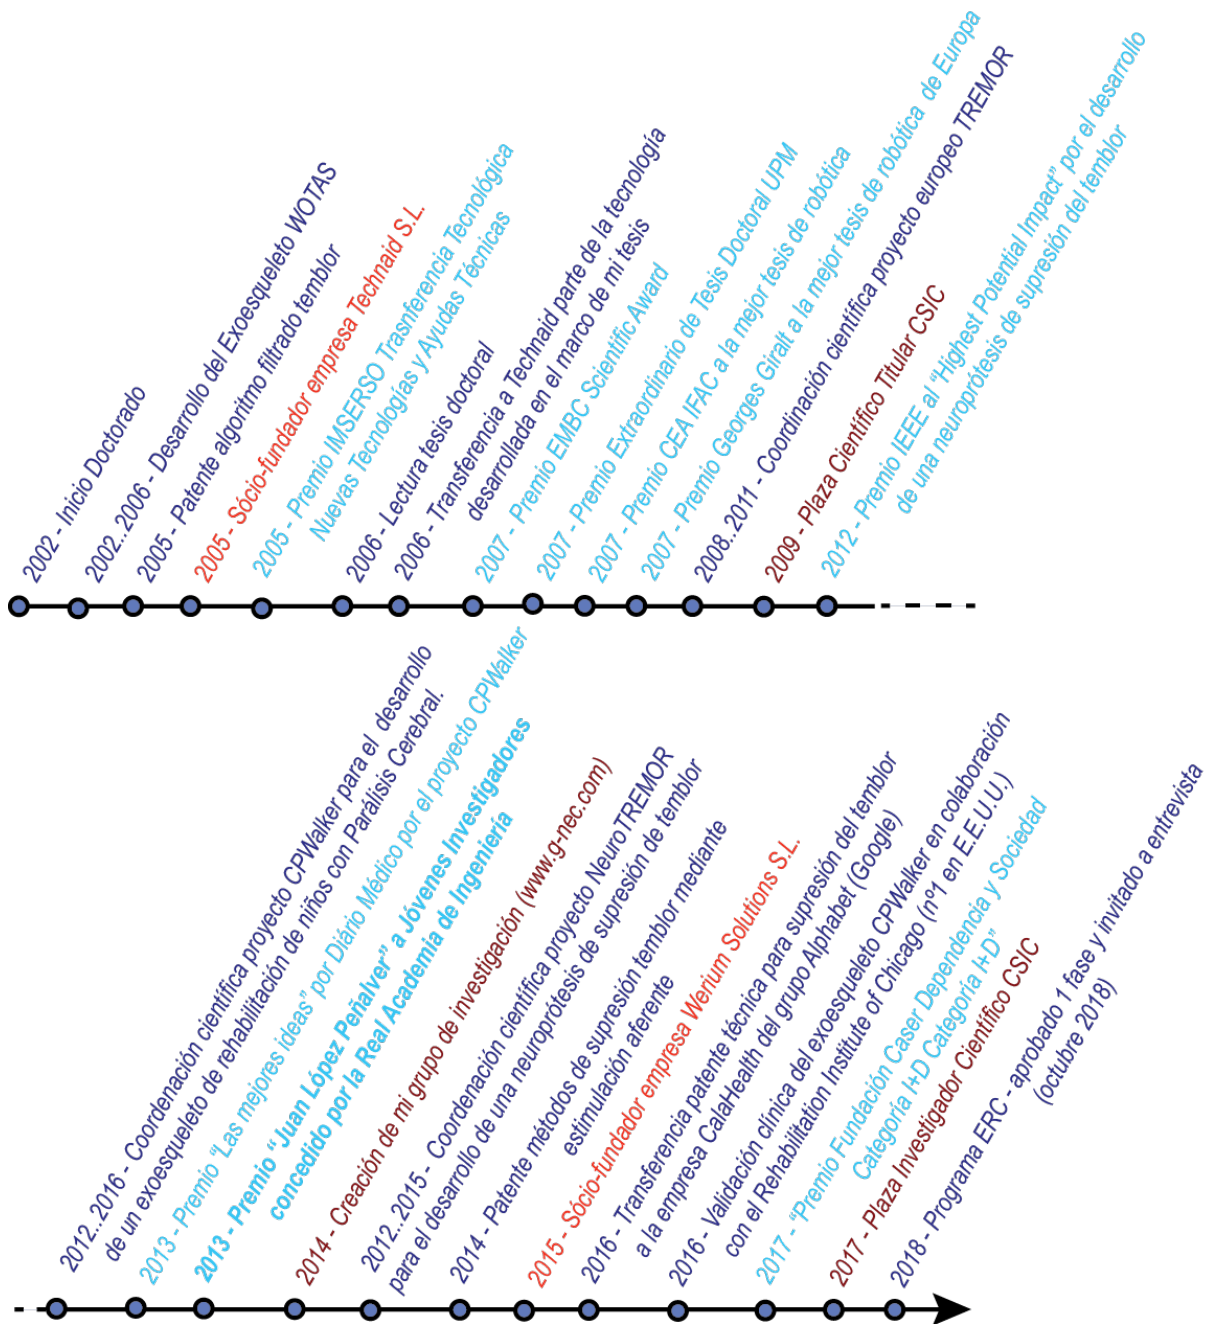 2002 - Inicio Doctorado
2002..2006 - Desarrollo del Exoesqueleto WOTAS
2005 - Patente algoritmo filtrado temblor
2005 - Sócio-fundador empresa Technaid S.L.
2005 - Premio IMSERSO Trasnferencia Tecnológica
Nuevas Tecnologías y Ayudas Técnicas
2006 - Lectura tesis doctoral
2006 - Transferencia a Technaid parte de la tecnología
desarrollada en el marco de mi tesis
2007 - Premio EMBC Scientific Award
2007 - Premio Extraordinario de Tesis Doctoral UPM
2007 - Premio CEA IFAC a la mejor tesis de robótica
2007 - Premio Georges Giralt a la mejor tesis de robótica de Europa
2008..2011 - Coordinación científica proyecto europeo TREMOR
2009 - Plaza Científico Titular CSIC
2012 - Premio IEEE al “Highest Potential Impact” por el desarrollo
de una neuroprótesis de supresión del temblor
2012..2016 - Coordenación científica proyecto CPWalker para el desarrollo
de un exoesqueleto de rehabilitación de niños con Parálisis Cerebral.
2013 - Premio “Las mejores ideas” por Diário Médico por el proyecto CPWalker
2013 - Premio “Juan López Peñalver” a Jóvenes Investigadores
concedido por la Real Academia de Ingeniería
2014 - Creación de mi grupo de investigación (www.g-nec.com)
2012..2015 - Coordenación científica proyecto NeuroTREMOR
para el desarrollo de una neuroprótesis de supresión de temblor
2014 - Patente métodos de supresión temblor mediante
estimulación aferente
2015 - Sócio-fundador empresa Werium Solutions S.L.
2016 - Transferencia patente técnica para supresión del temblor
a la empresa CalaHealth del grupo Alphabet (Google)
2016 - Validación clínica del exoesqueleto CPWalker en colaboración
con el Rehabilitation Institute of Chicago (nº1 en E.E.U.U.)
2017 - “Premio Fundación Caser Dependencia y Sociedad
Categoría I+D Categoría I+D”
2017 - Plaza Investigador Científico CSIC
2018 - Programa ERC - aprobado 1 fase y invitado a entrevista
(octubre 2018)